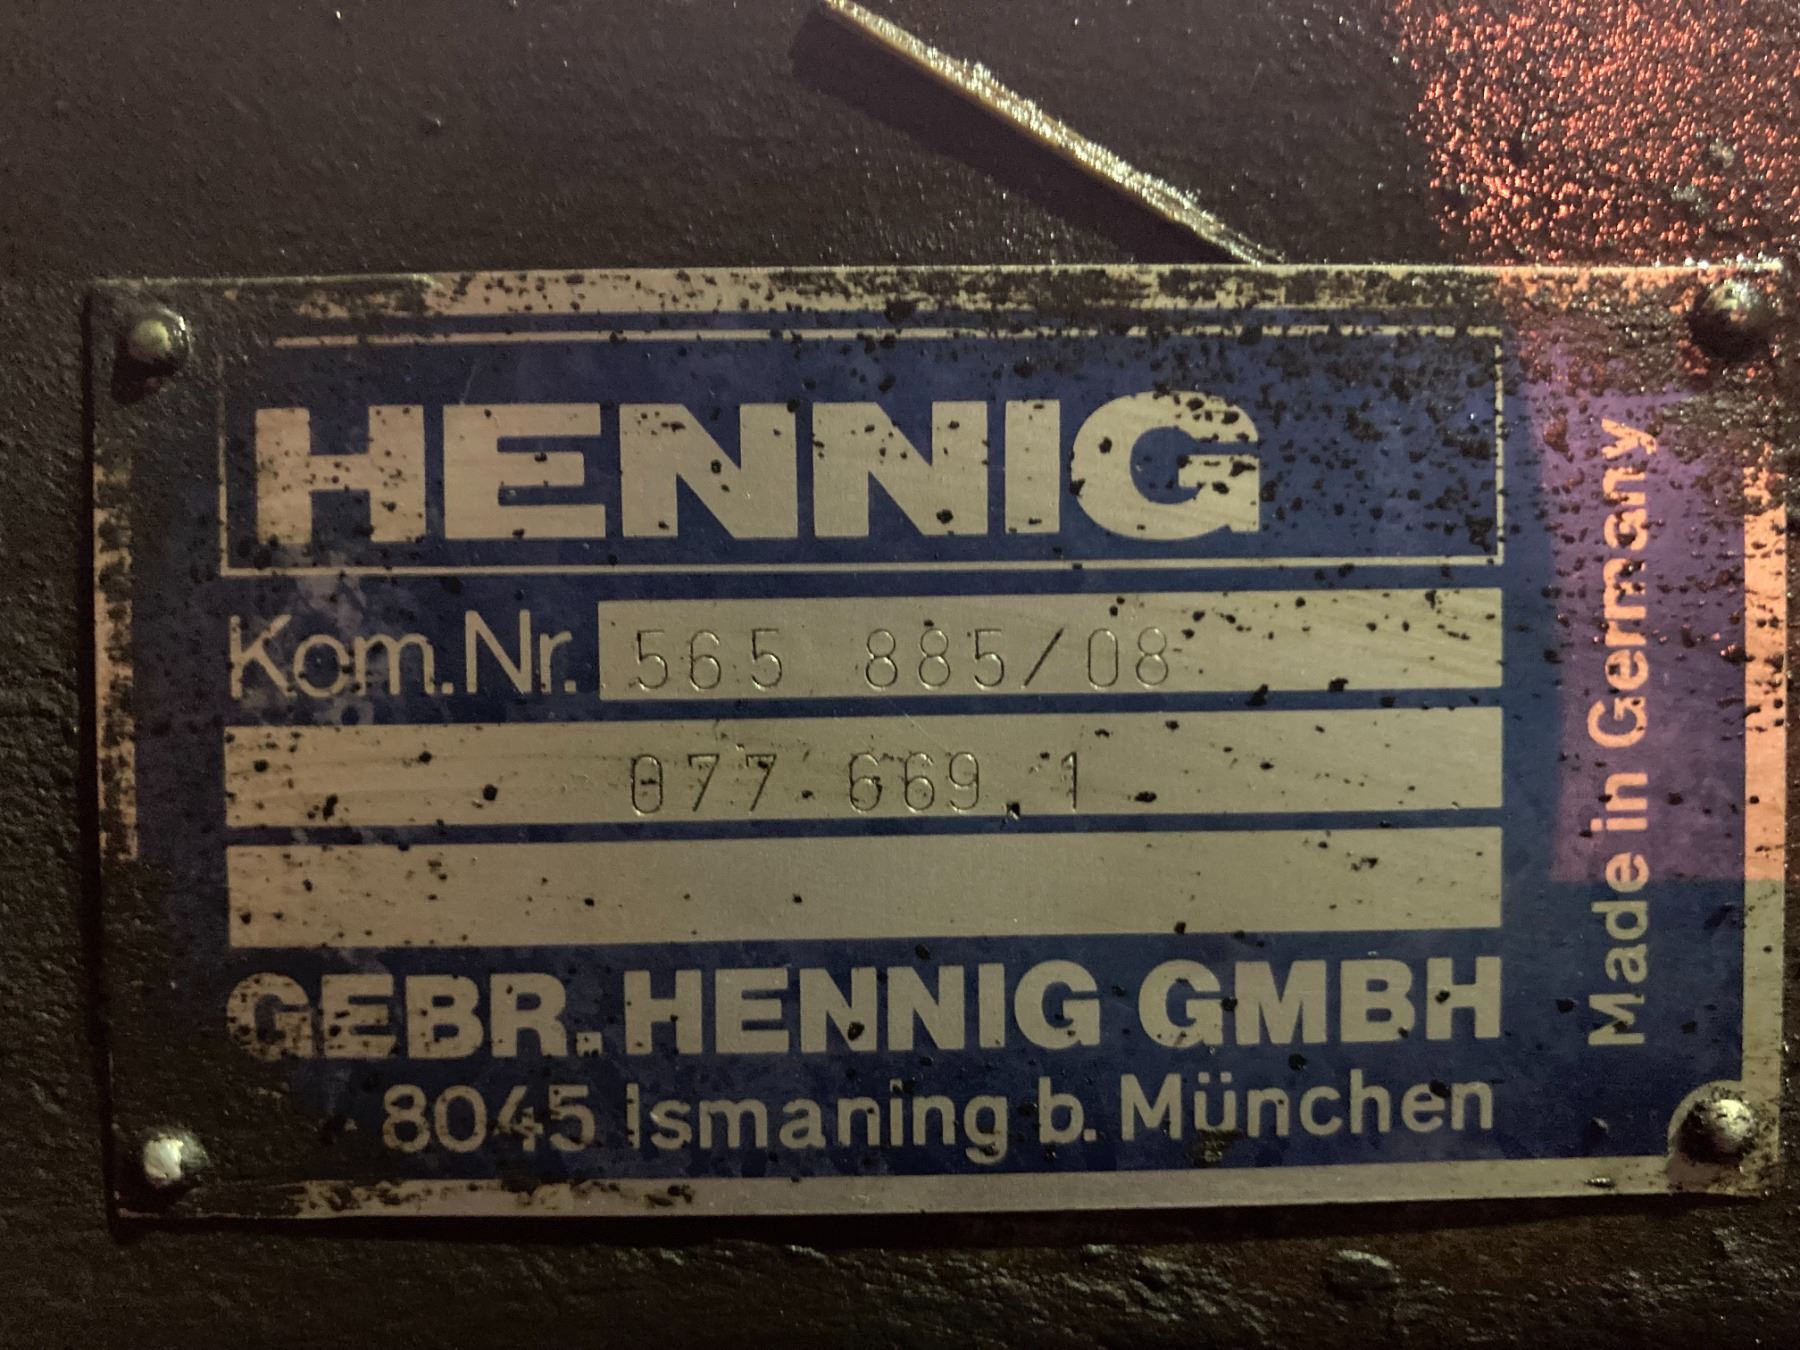 HENNIG
Kom.Nr. 565 885/08
077 669.1
GEBR. HENNIG GMBH
8045 Ismaning b. München
Made in Germany